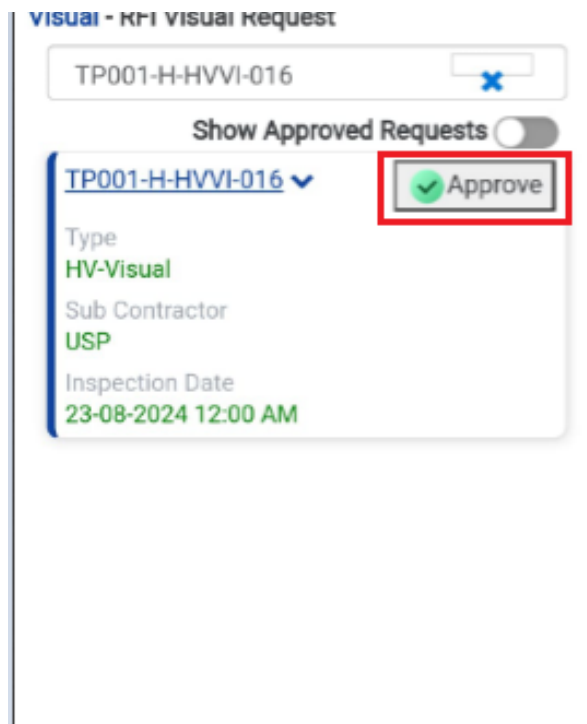 Visual - RFI Visual Request
TP001-H-HVVI-016
Show Approved Requests
TP001-H-HVVI-016
Approve
Type
HV-Visual
Sub Contractor
USP
Inspection Date
23-08-2024 12:00 AM